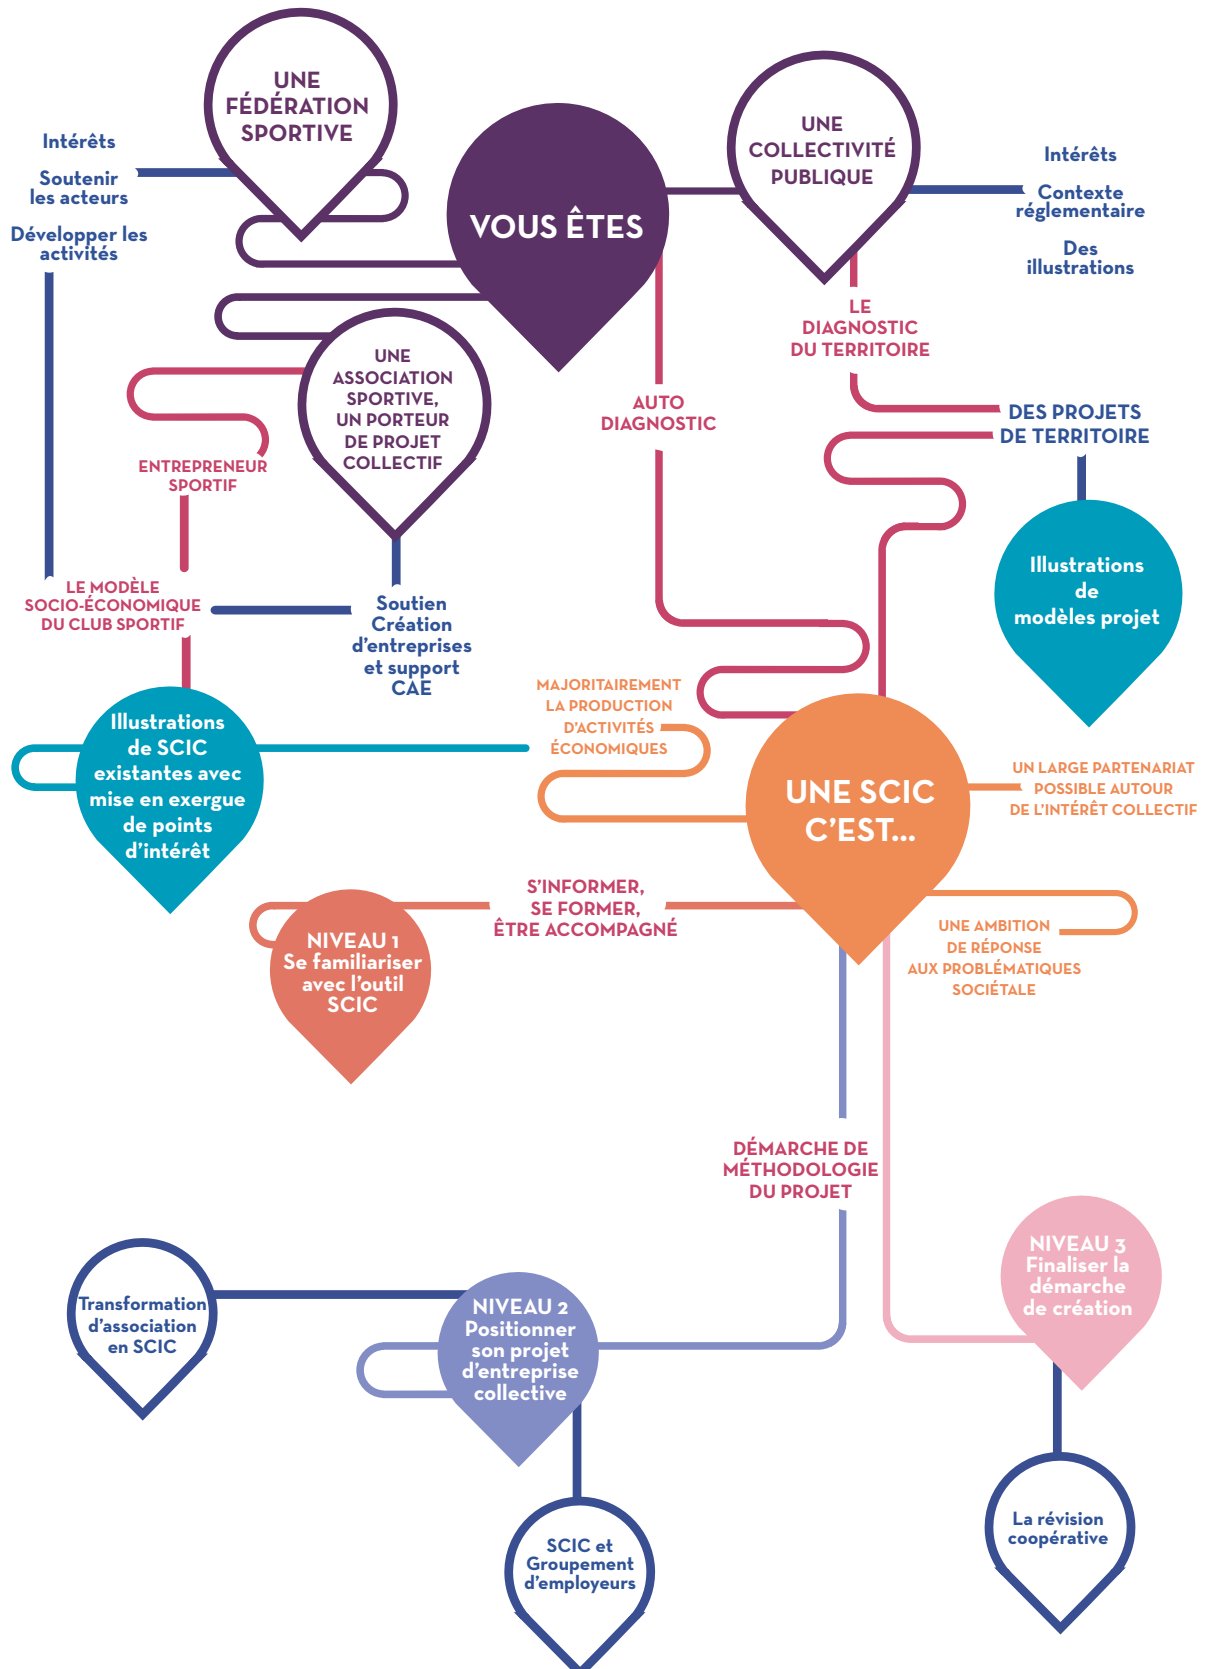 UNE
FÉDÉRATION
SPORTIVE
UNE
COLLECTIVITÉ
PUBLIQUE
Intérêts
Soutenir
les acteurs
Développer les
activités
VOUS ÊTES
Intérêts
Contexte
réglementaire
Des
illustrations
LE
DIAGNOSTIC
DU TERRITOIRE
UNE
ASSOCIATION
SPORTIVE,
UN PORTEUR
DE PROJET
COLLECTIF
AUTO
DIAGNOSTIC
DES PROJETS
DE TERRITOIRE
ENTREPRENEUR
SPORTIF
Illustrations
de
modèles projet
LE MODÈLE
SOCIO-ÉCONOMIQUE
DU CLUB SPORTIF
Soutien
Création
d'entreprises
et support
CAE
MAJORITAIREMENT
LA PRODUCTION
D'ACTIVITÉS
ÉCONOMIQUES
Illustrations
de SCIC
existantes avec
mise en exergue
de points
d'intérêt
UNE SCIC
C'EST...
UN LARGE PARTENARIAT
POSSIBLE AUTOUR
DE L'INTÉRÊT COLLECTIF
S'INFORMER,
SE FORMER,
ÊTRE ACCOMPAGNÉ
NIVEAU 1
Se familiariser
avec l'outil
SCIC
UNE AMBITION
DE RÉPONSE
AUX PROBLÉMATIQUES
SOCIÉTALE
DÉMARCHE DE
MÉTHODOLOGIE
DU PROJET
NIVEAU 3
Finaliser la
démarche
de création
Transformation
d'association
en SCIC
NIVEAU 2
Positionner
son projet
d'entreprise
collective
La révision
coopérative
SCIC et
Groupement
d'employeurs